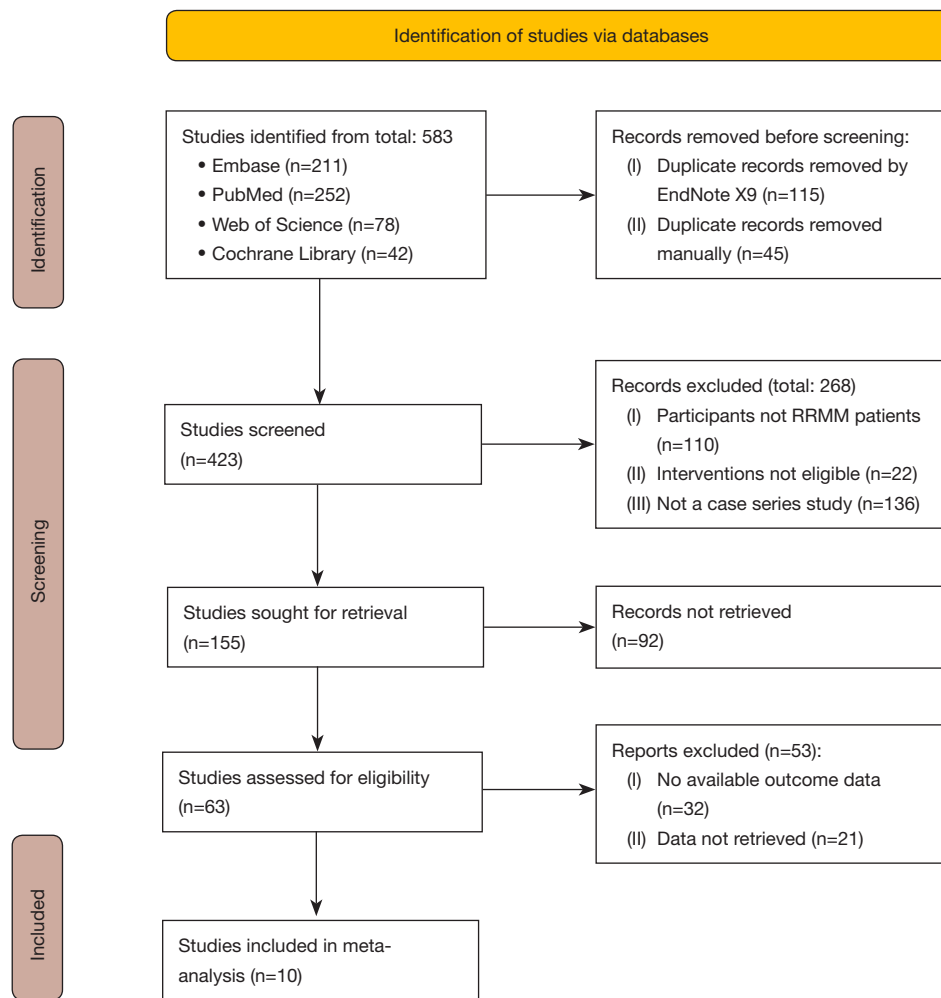 Identification of studies via databases
Identification
Studies identified from total: 583
• Embase (n=211)
• PubMed (n=252)
• Web of Science (n=78)
• Cochrane Library (n=42)
Records removed before screening:
(I) Duplicate records removed by
EndNote X9 (n=115)
(II) Duplicate records removed
manually (n=45)
Screening
Studies screened
(n=423)
Records excluded (total: 268)
(I) Participants not RRMM patients
(n=110)
(II) Interventions not eligible (n=22)
(III) Not a case series study (n=136)
Studies sought for retrieval
(n=155)
Records not retrieved
(n=92)
Studies assessed for eligibility
(n=63)
Reports excluded (n=53):
(I) No available outcome data
(n=32)
(II) Data not retrieved (n=21)
Included
Studies included in meta-
analysis (n=10)